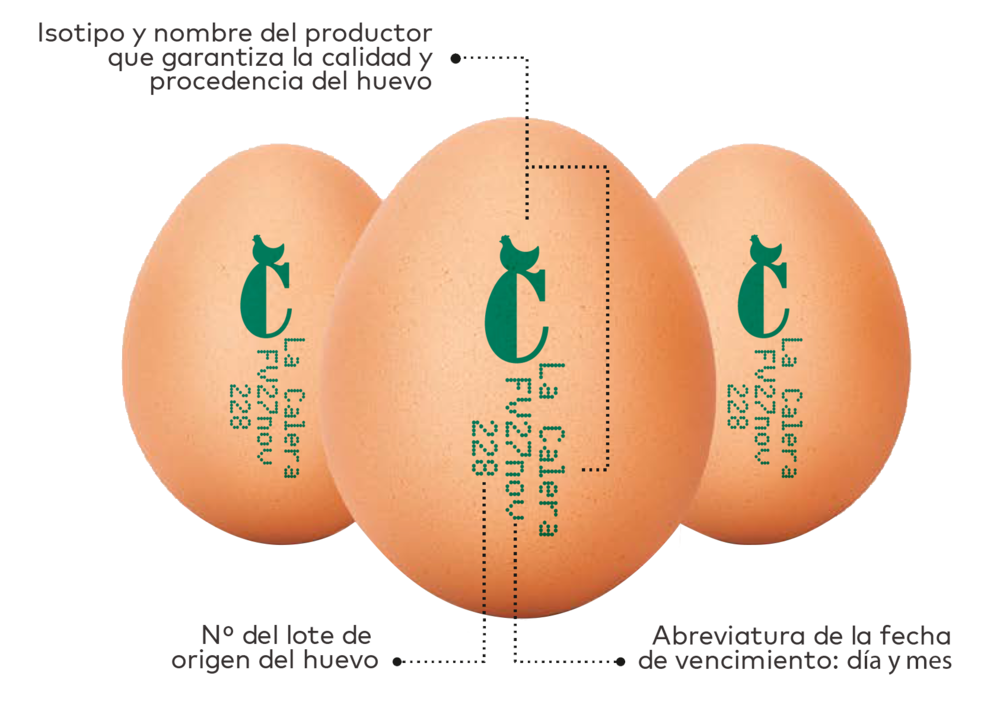 Isotipo y nombre del productor
que garantiza la calidad y
procedencia del huevo
La Calera
FV27nov
228
La Calera
FV27nov
228
La Calera
FV27nov
228
Nº del lote de
origen del huevo
Abreviatura de la fecha
de vencimiento: día y mes